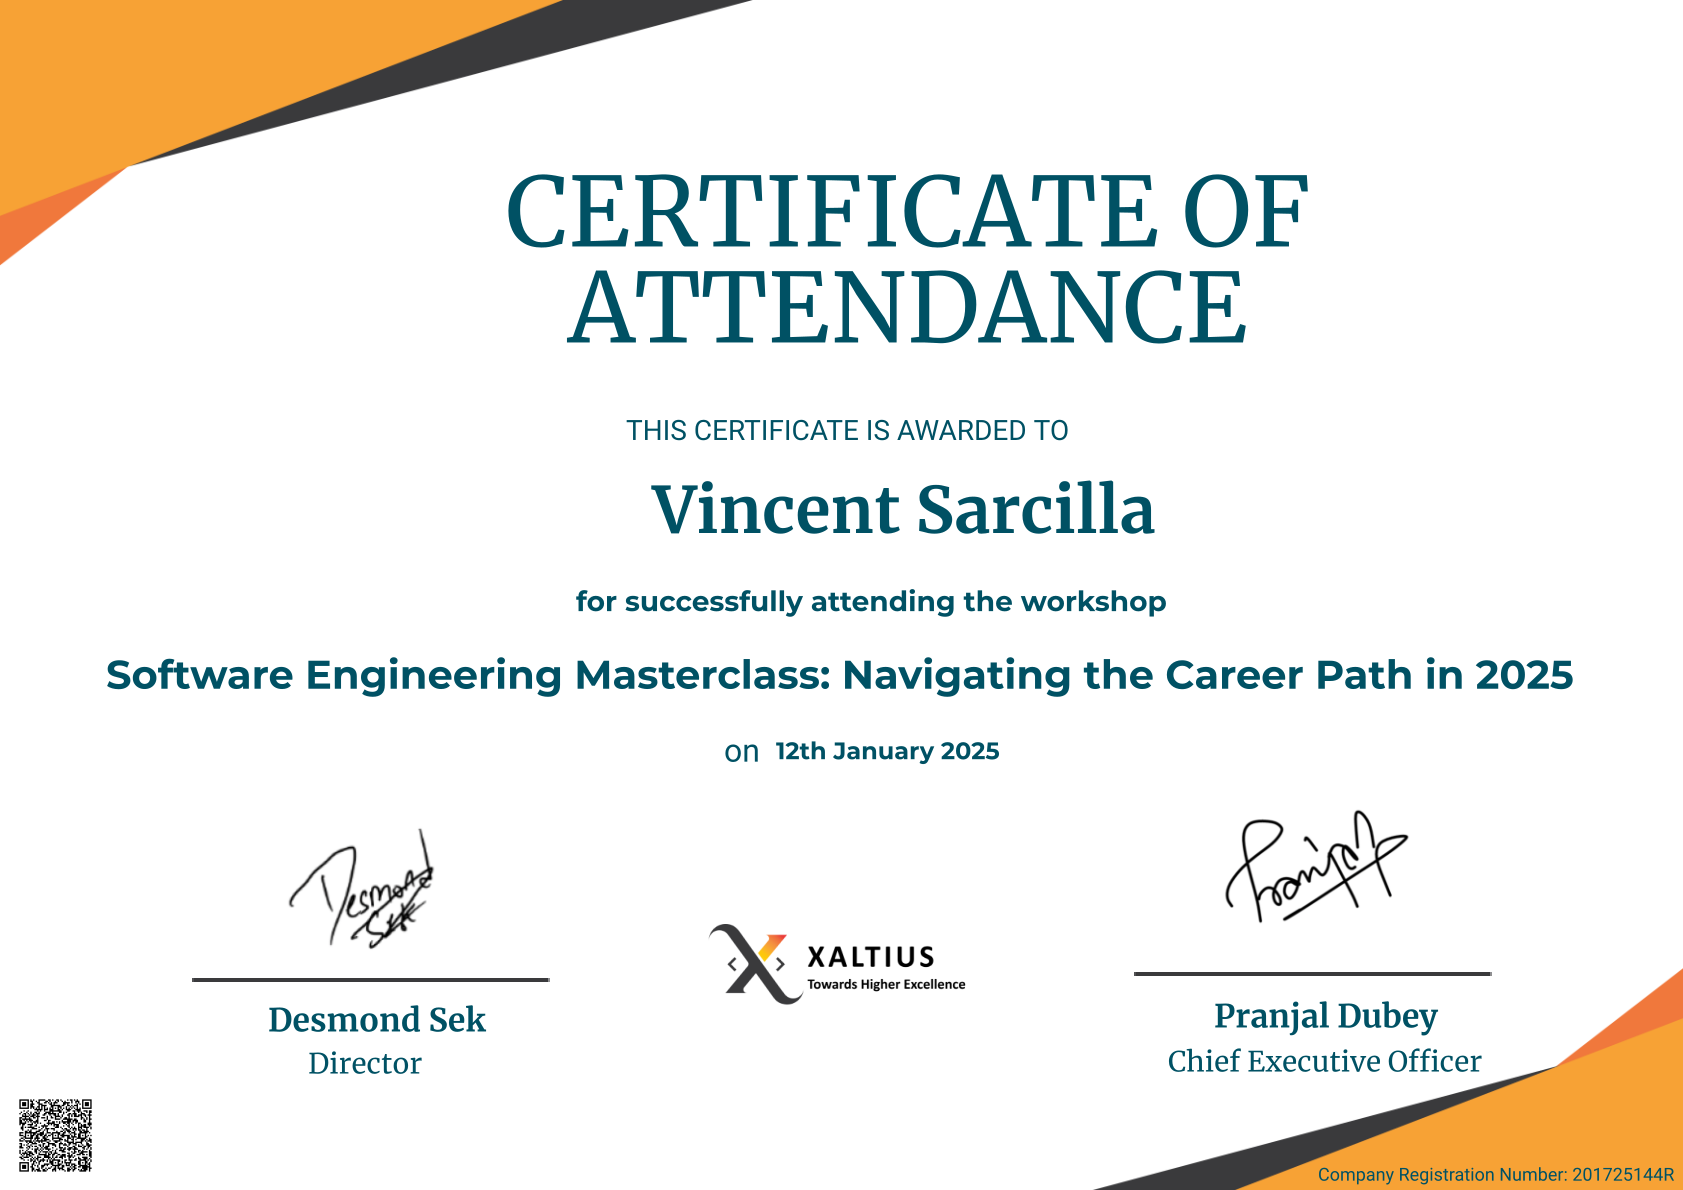 CERTIFICATE OF
ATTENDANCE
THIS CERTIFICATE IS AWARDED TO
Vincent Sarcilla
for successfully attending the workshop
Software Engineering Masterclass: Navigating the Career Path in 2025
on 12th January 2025
Desmond Sek
Pranjal
XALTIUS
Towards Higher Excellence
Desmond Sek
Director
Pranjal Dubey
Chief Executive Officer
Company Registration Number: 201725144R